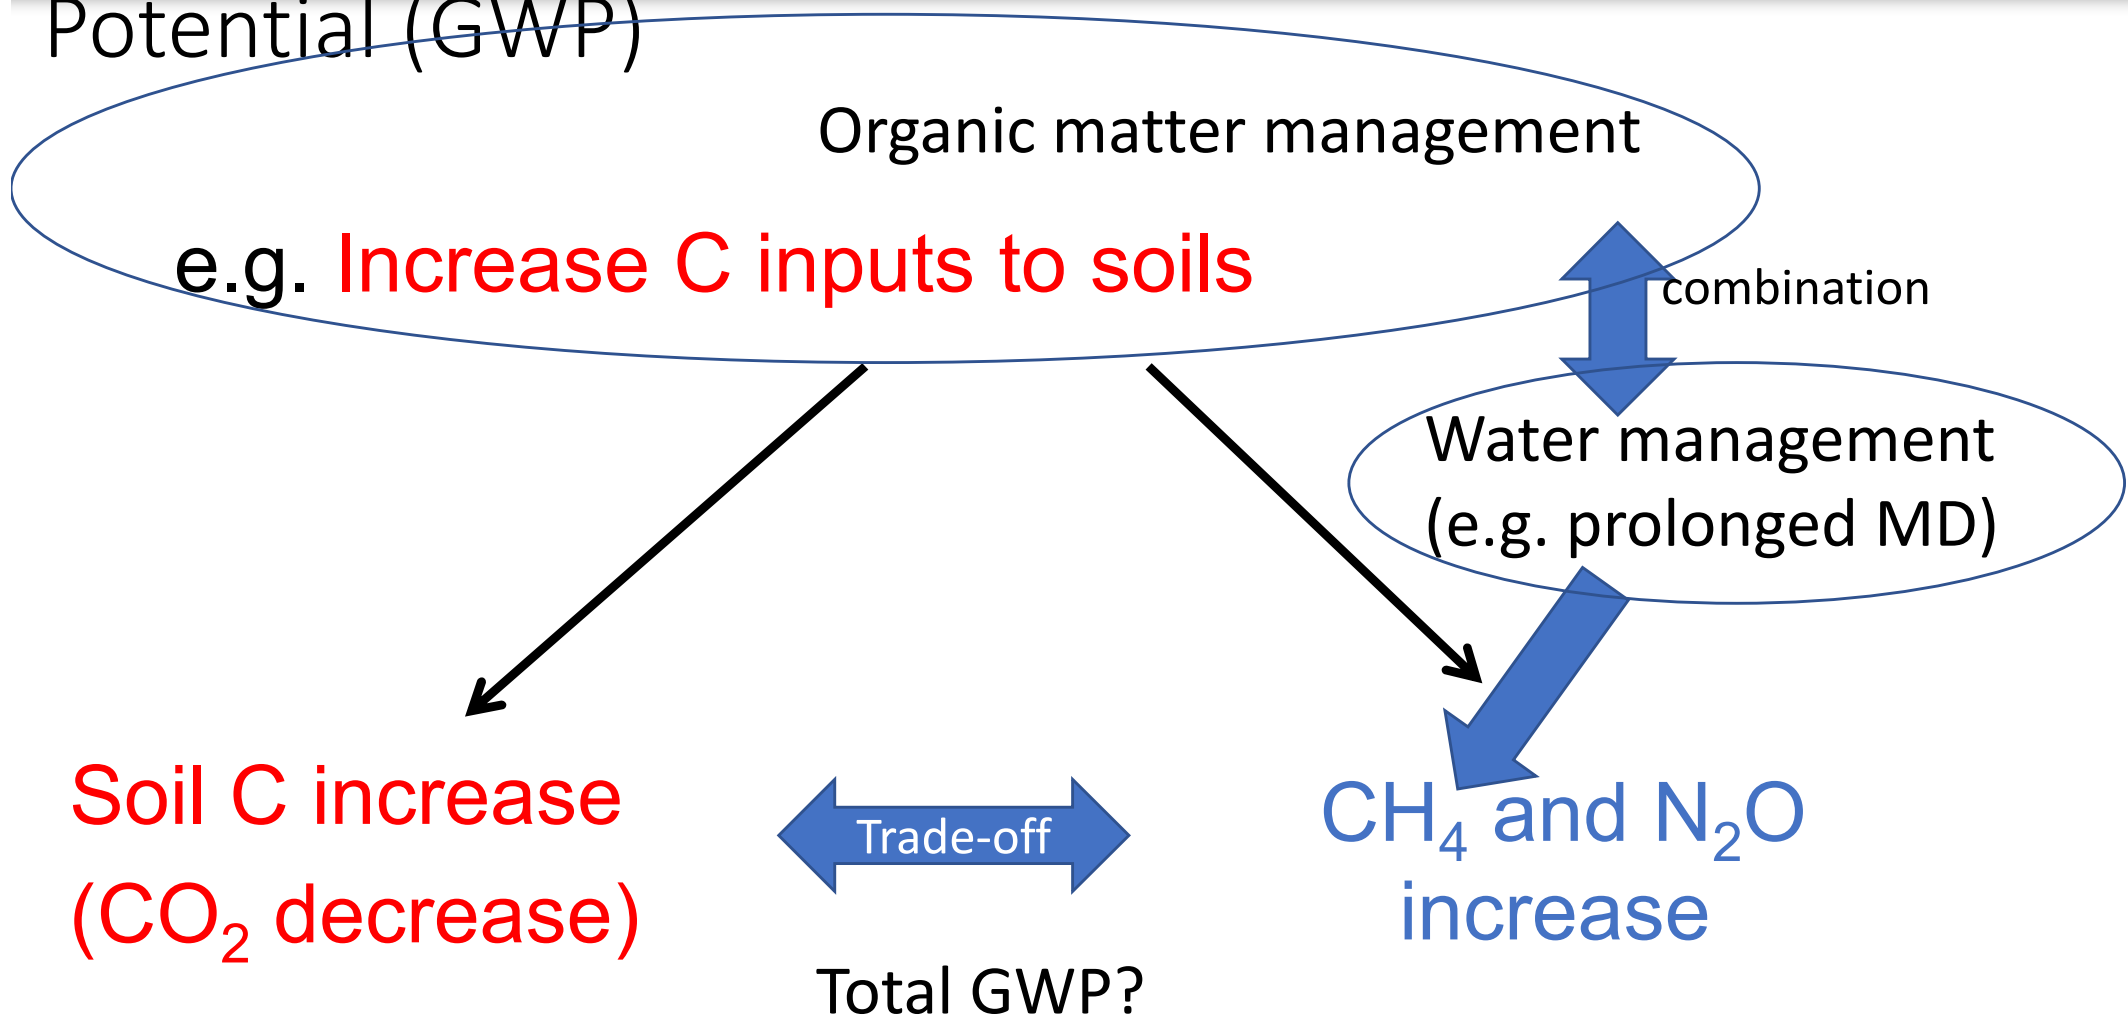 Potential (GWP)
Organic matter management
e.g. Increase C inputs to soils
combination
Water management
(e.g. prolonged MD)
Soil C increase
(CO₂ decrease)
Trade-off
CH₄ and N₂O
increase
Total GWP?